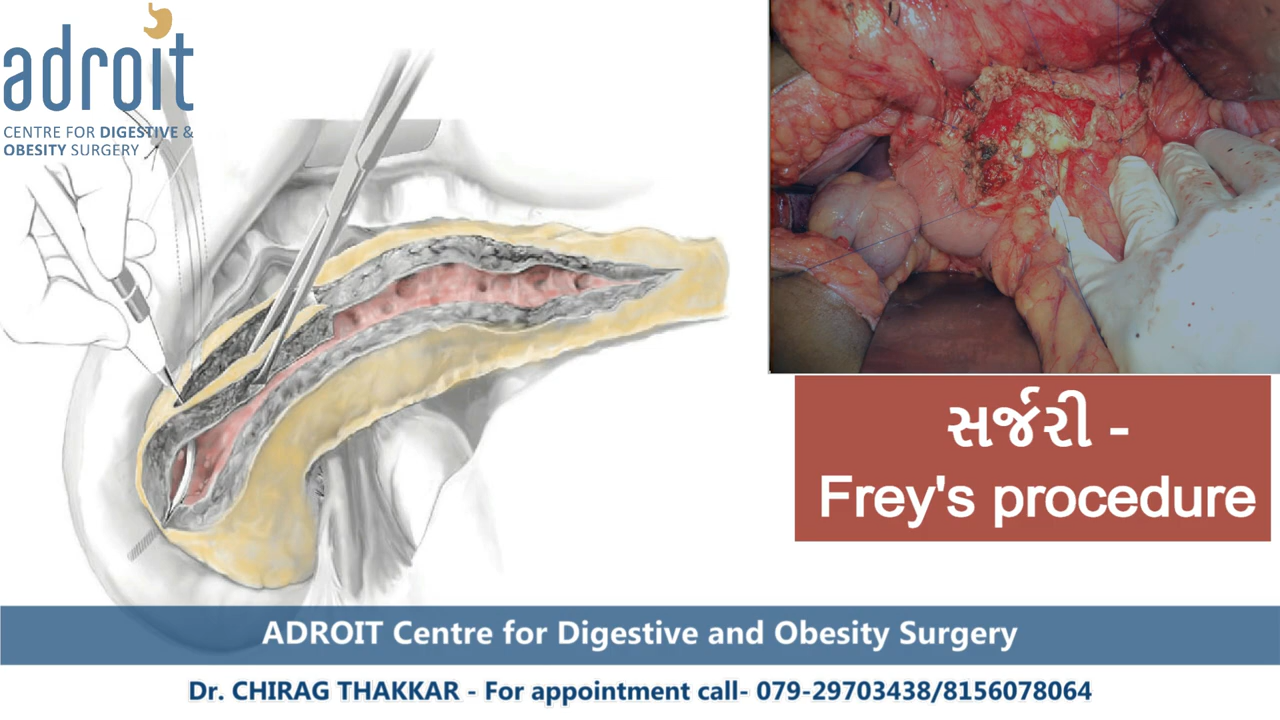 adroit
CENTRE FOR DIGESTIVE &
OBESITY SURGERY
સર્જરી -
Frey's procedure
ADROIT Centre for Digestive and Obesity Surgery
Dr. CHIRAG THAKKAR - For appointment call- 079-29703438/8156078064